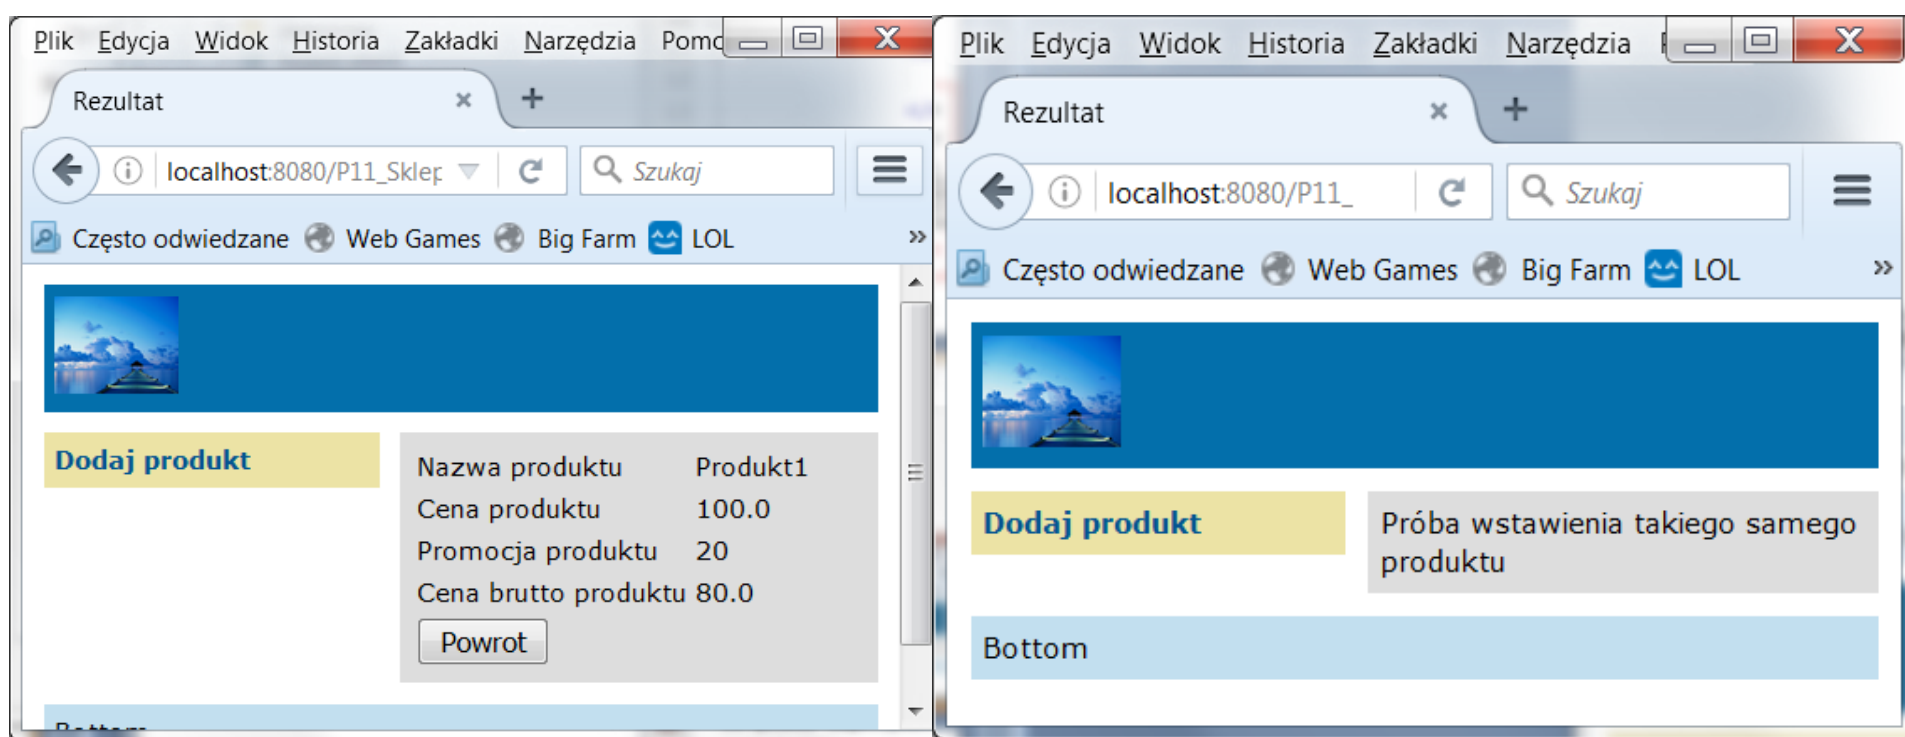 Plik Edycja Widok Historia Zakładki Narzędzia
Rezultat
localhost:8080/P11_Sklep
Szukaj
Często odwiedzane Web Games Big Farm LOL
Dodaj produkt
Nazwa produktu Produkt1
Cena produktu 100.0
Promocja produktu 20
Cena brutto produktu 80.0
Powrot
Bottom
Plik Edycja Widok Historia Zakładki Narzędzia
Rezultat
localhost:8080/P11_
Szukaj
Często odwiedzane Web Games Big Farm LOL
Dodaj produkt
Próba wstawienia takiego samego
produktu
Bottom